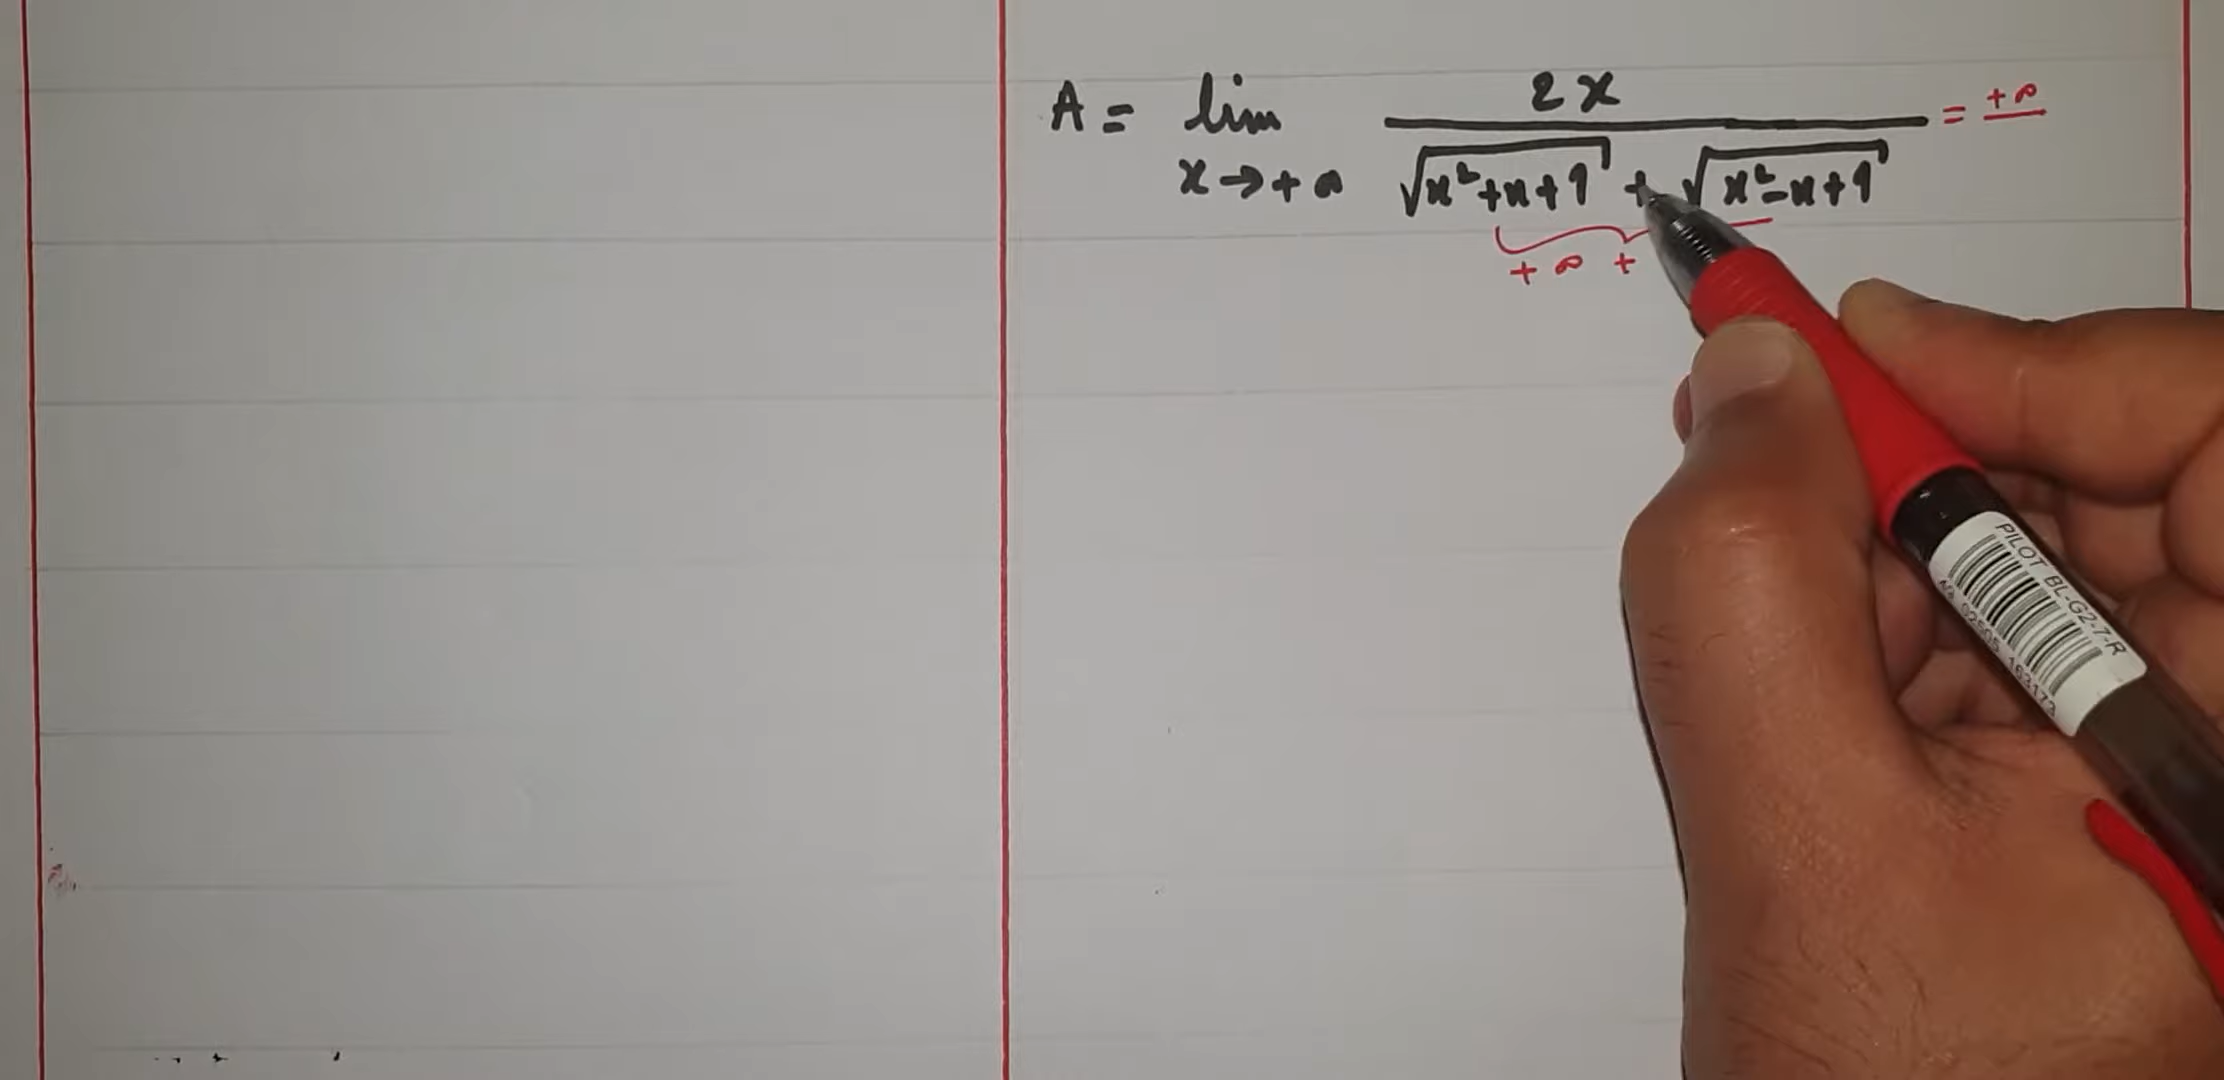 A = lim 2x = +∞
x→+∞ √x²+x+1 + √x²-x+1
+ ∞ +
PILOT BL-G2-7-R